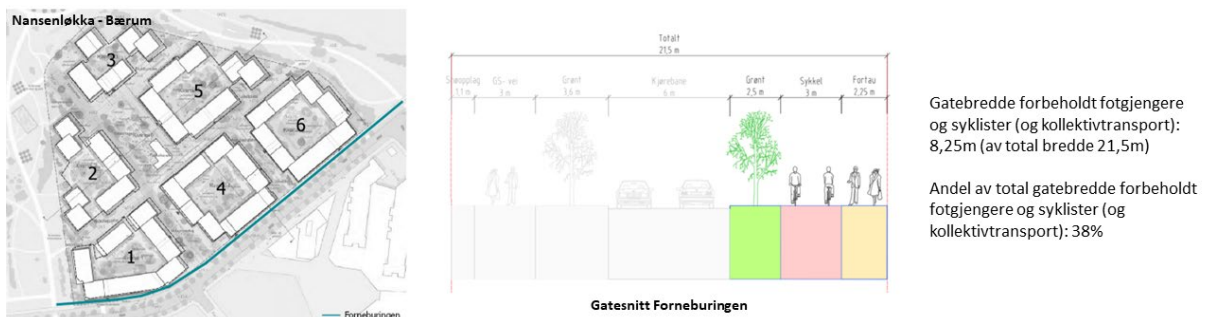 Nansenløkka - Bærum
3
5
6
2
4
1
Forneburingen
Totalt
21,5 m
Snøopplag
1,1 m
GS- vei
3 m
Grønt
3,6 m
Kjørebane
6 m
Grønt
2,5 m
Sykkel
3 m
Fortau
2,25 m
Gatesnitt Forneburingen
Gatebredde forbeholdt fotgjengere
og syklister (og kollektivtransport):
8,25m (av total bredde 21,5m)
Andel av total gatebredde forbeholdt
fotgjengere og syklister (og
kollektivtransport): 38%